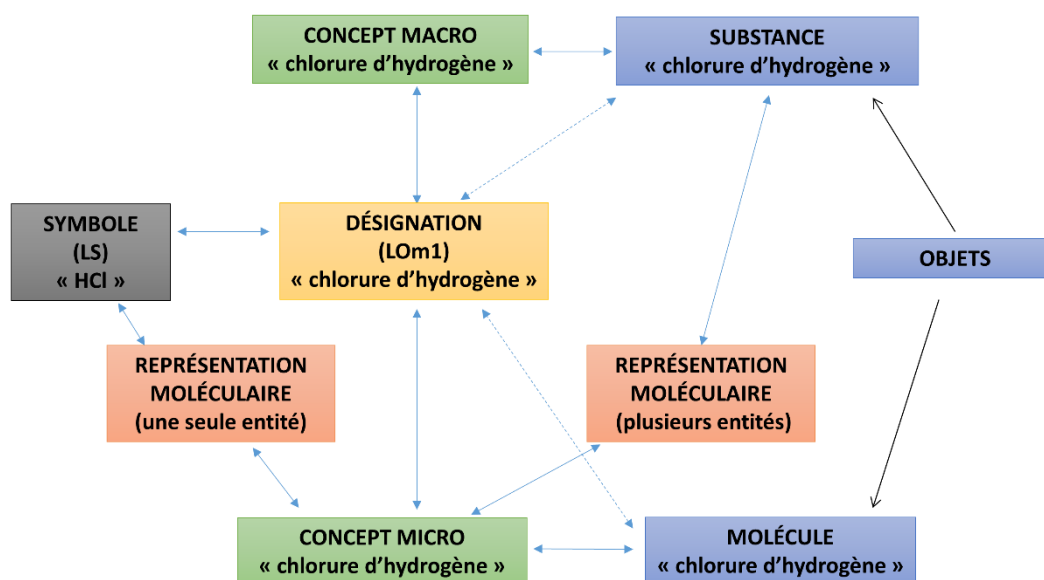 CONCEPT MACRO
« chlorure d’hydrogène »
SUBSTANCE
« chlorure d’hydrogène »
SYMBOLE
(LS)
« HCl »
DÉSIGNATION
(LOm1)
« chlorure d’hydrogène »
OBJETS
REPRÉSENTATION
MOLÉCULAIRE
(une seule entité)
REPRÉSENTATION
MOLÉCULAIRE
(plusieurs entités)
CONCEPT MICRO
« chlorure d’hydrogène »
MOLÉCULE
« chlorure d’hydrogène »